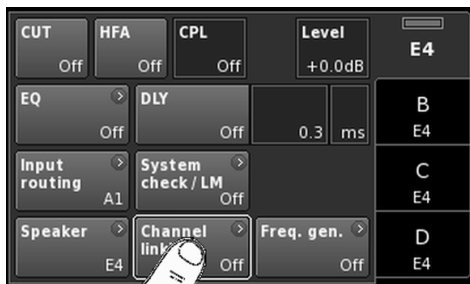 CUT HFA CPL Level E4
Off Off Off +0.0dB
EQ DLY B
Off Off 0.3 ms E4
Input System C
routing check / LM E4
A1 Off
Speaker Channel Freq. gen. D
link
E4 Off Off E4